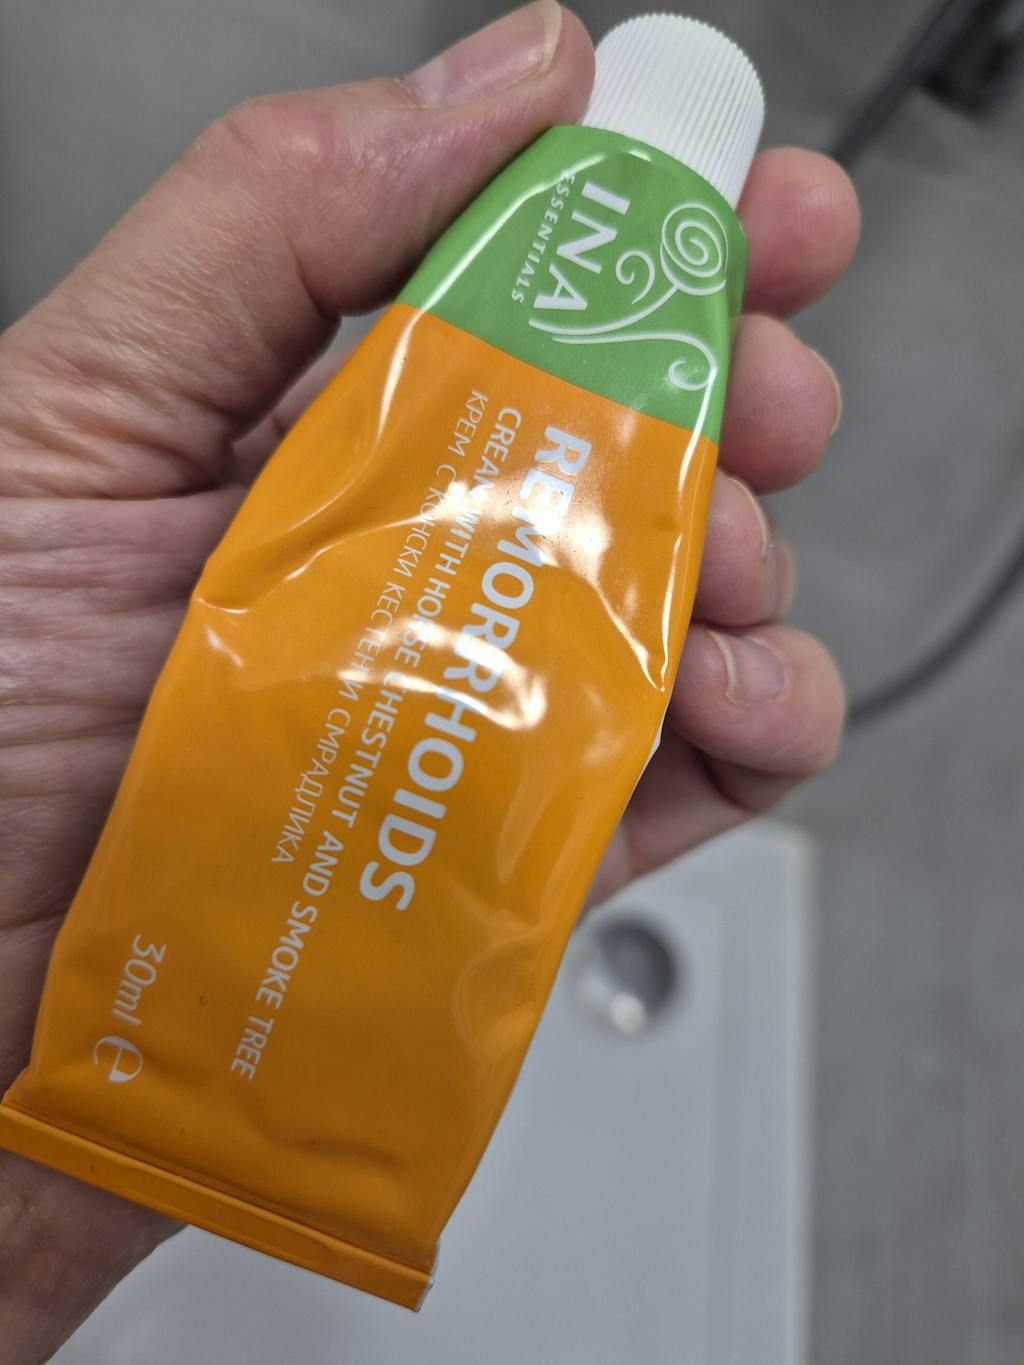 INA
ESSENTIALS
REMORRHOIDS
CREAM WITH HORSE CHESTNUT AND SMOKE TREE
КРЕМ С КОНСКИ КЕСТЕН И СМРАДЛИКА
30ml ℮